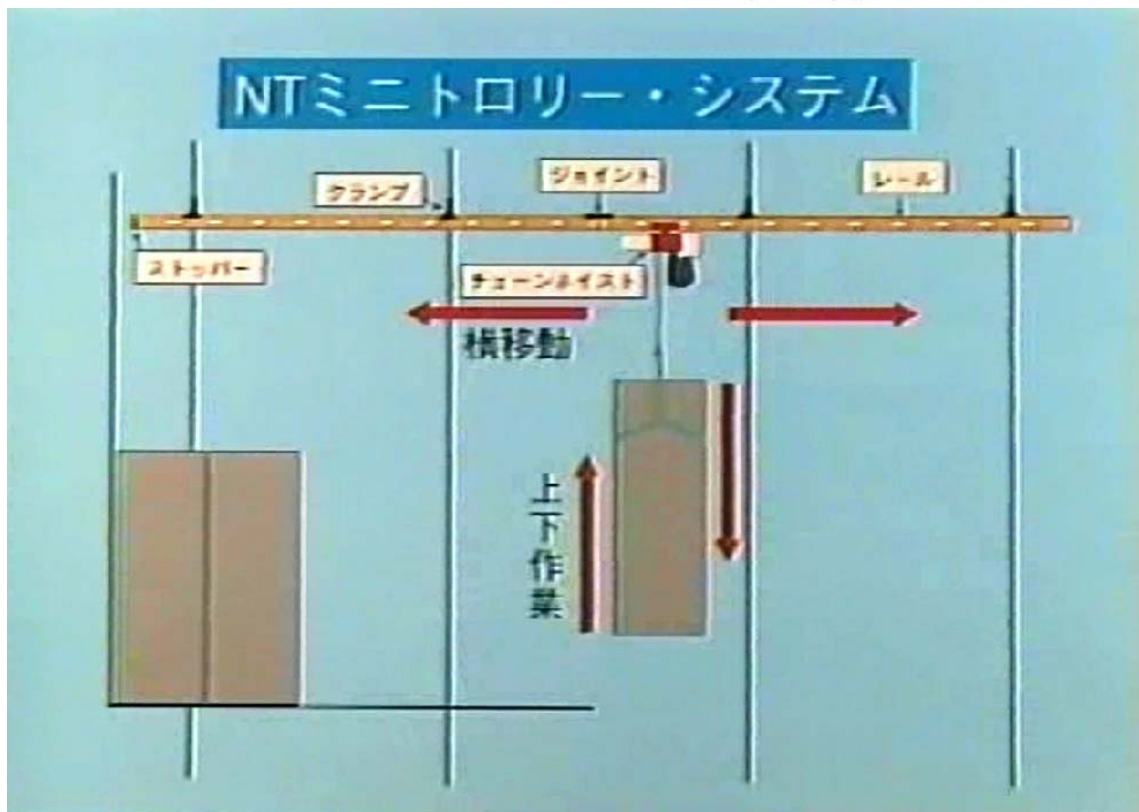 NTミニトロリー・システム
クランプ
ジョイント
レール
ストッパー
チェーンホイスト
横移動
上下作業